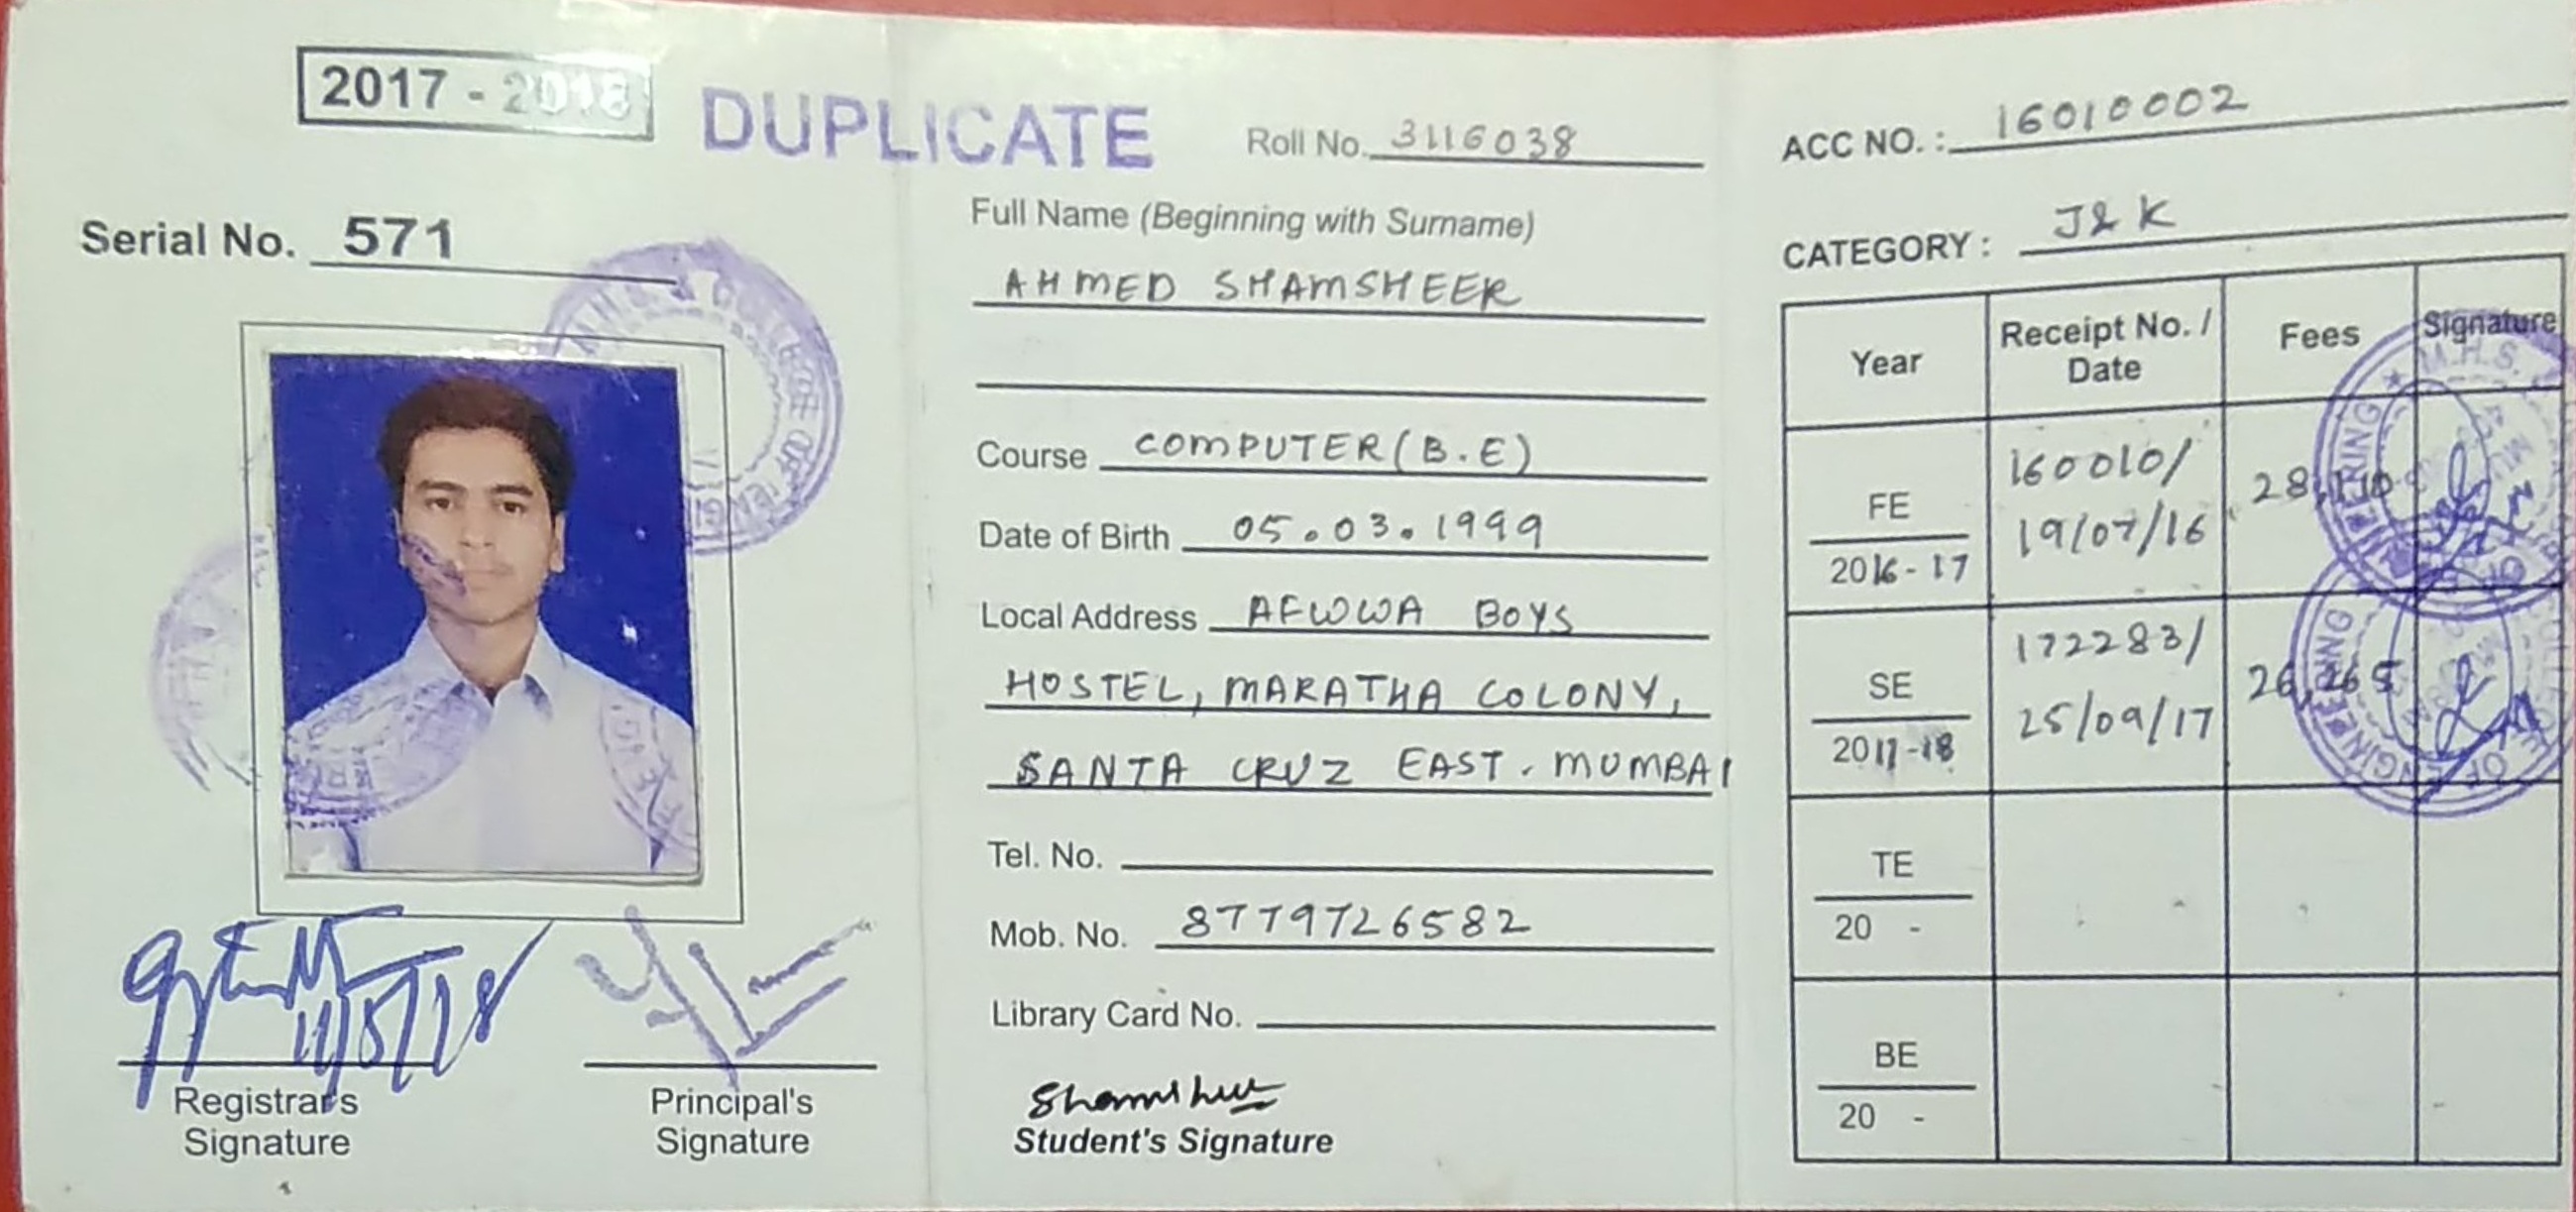 2017 - 2018
DUPLICATE
Serial No. 571
11/5/18
Registrar's
Signature
Principal's
Signature
Roll No. 3116038
Full Name (Beginning with Surname)
AHMED SHAMSHEER
Course COMPUTER (B.E)
Date of Birth 05.03.1999
Local Address AFWWA BOYS
HOSTEL, MARATHA COLONY,
SANTA CRUZ EAST. MUMBAI
Tel. No.
Mob. No. 8779726582
Library Card No.
Student's Signature
ACC NO. : 16010002
CATEGORY : J&K
Year Receipt No. / Date Fees Signature
FE 2016-17 160010/ 19/07/16 28,110
SE 2017-18 172283/ 25/09/17 26,265
TE 20 -
BE 20 -